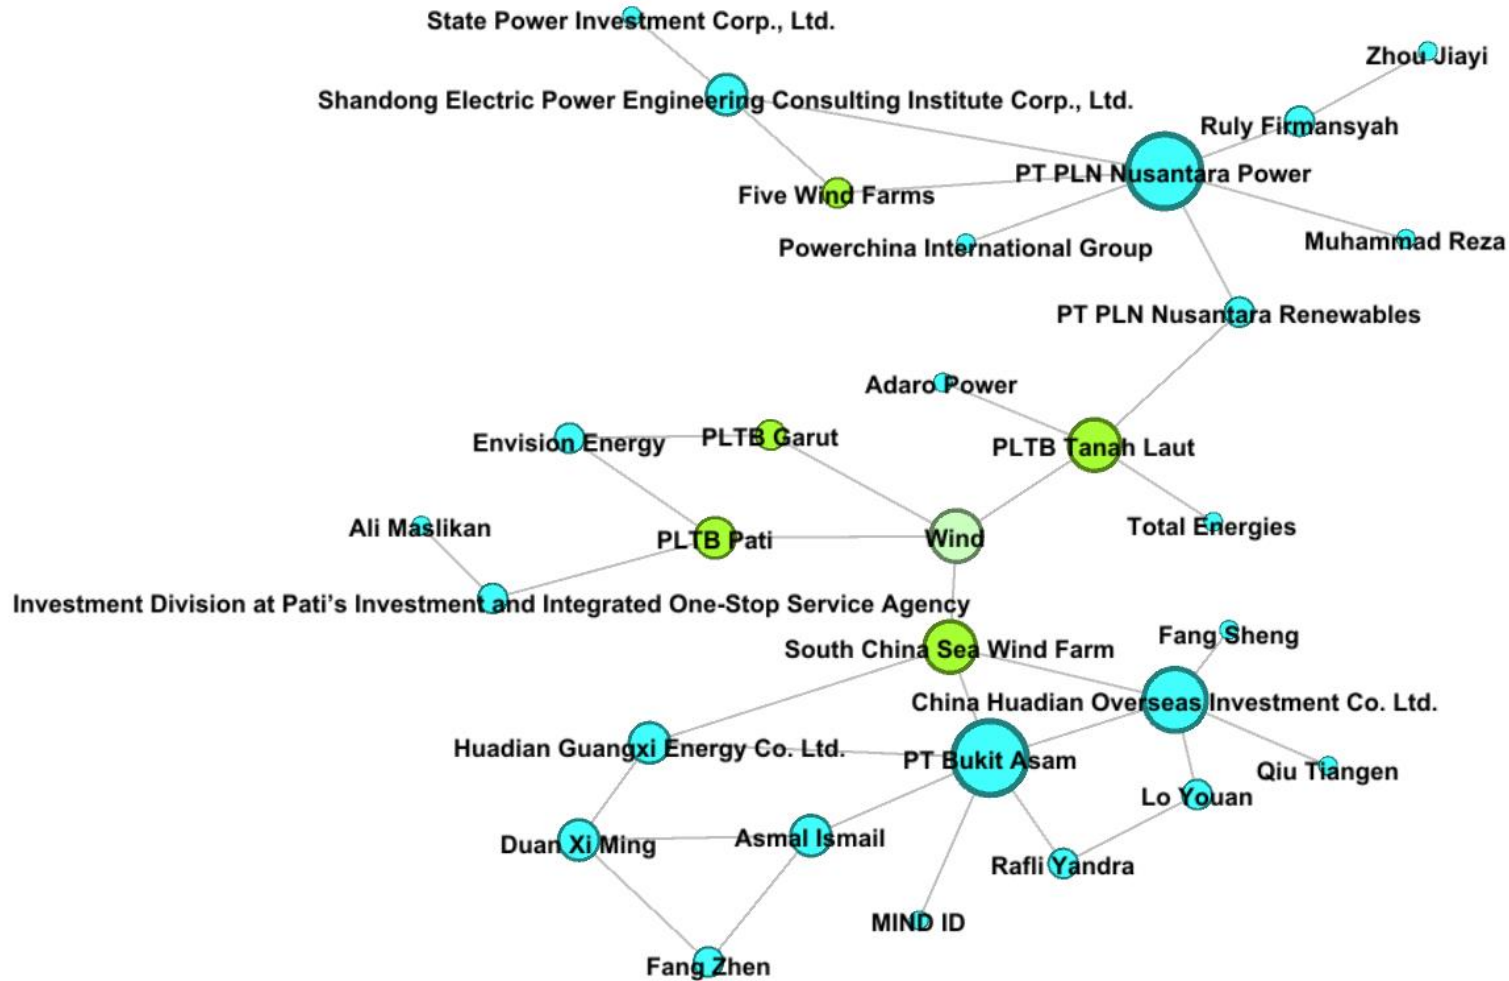 State Power Investment Corp., Ltd.
Zhou Jiayi
Shandong Electric Power Engineering Consulting Institute Corp., Ltd.
Ruly Firmansyah
PT PLN Nusantara Power
Five Wind Farms
Powerchina International Group
Muhammad Reza
PT PLN Nusantara Renewables
Adaro Power
Envision Energy
PLTB Garut
PLTB Tanah Laut
Ali Maslikan
Total Energies
PLTB Pati
Wind
Investment Division at Pati’s Investment and Integrated One-Stop Service Agency
Fang Sheng
South China Sea Wind Farm
China Huadian Overseas Investment Co. Ltd.
Huadian Guangxi Energy Co. Ltd.
PT Bukit Asam
Qiu Tiangen
Lo Youan
Duan Xi Ming
Asmal Ismail
Rafli Yandra
MIND ID
Fang Zhen